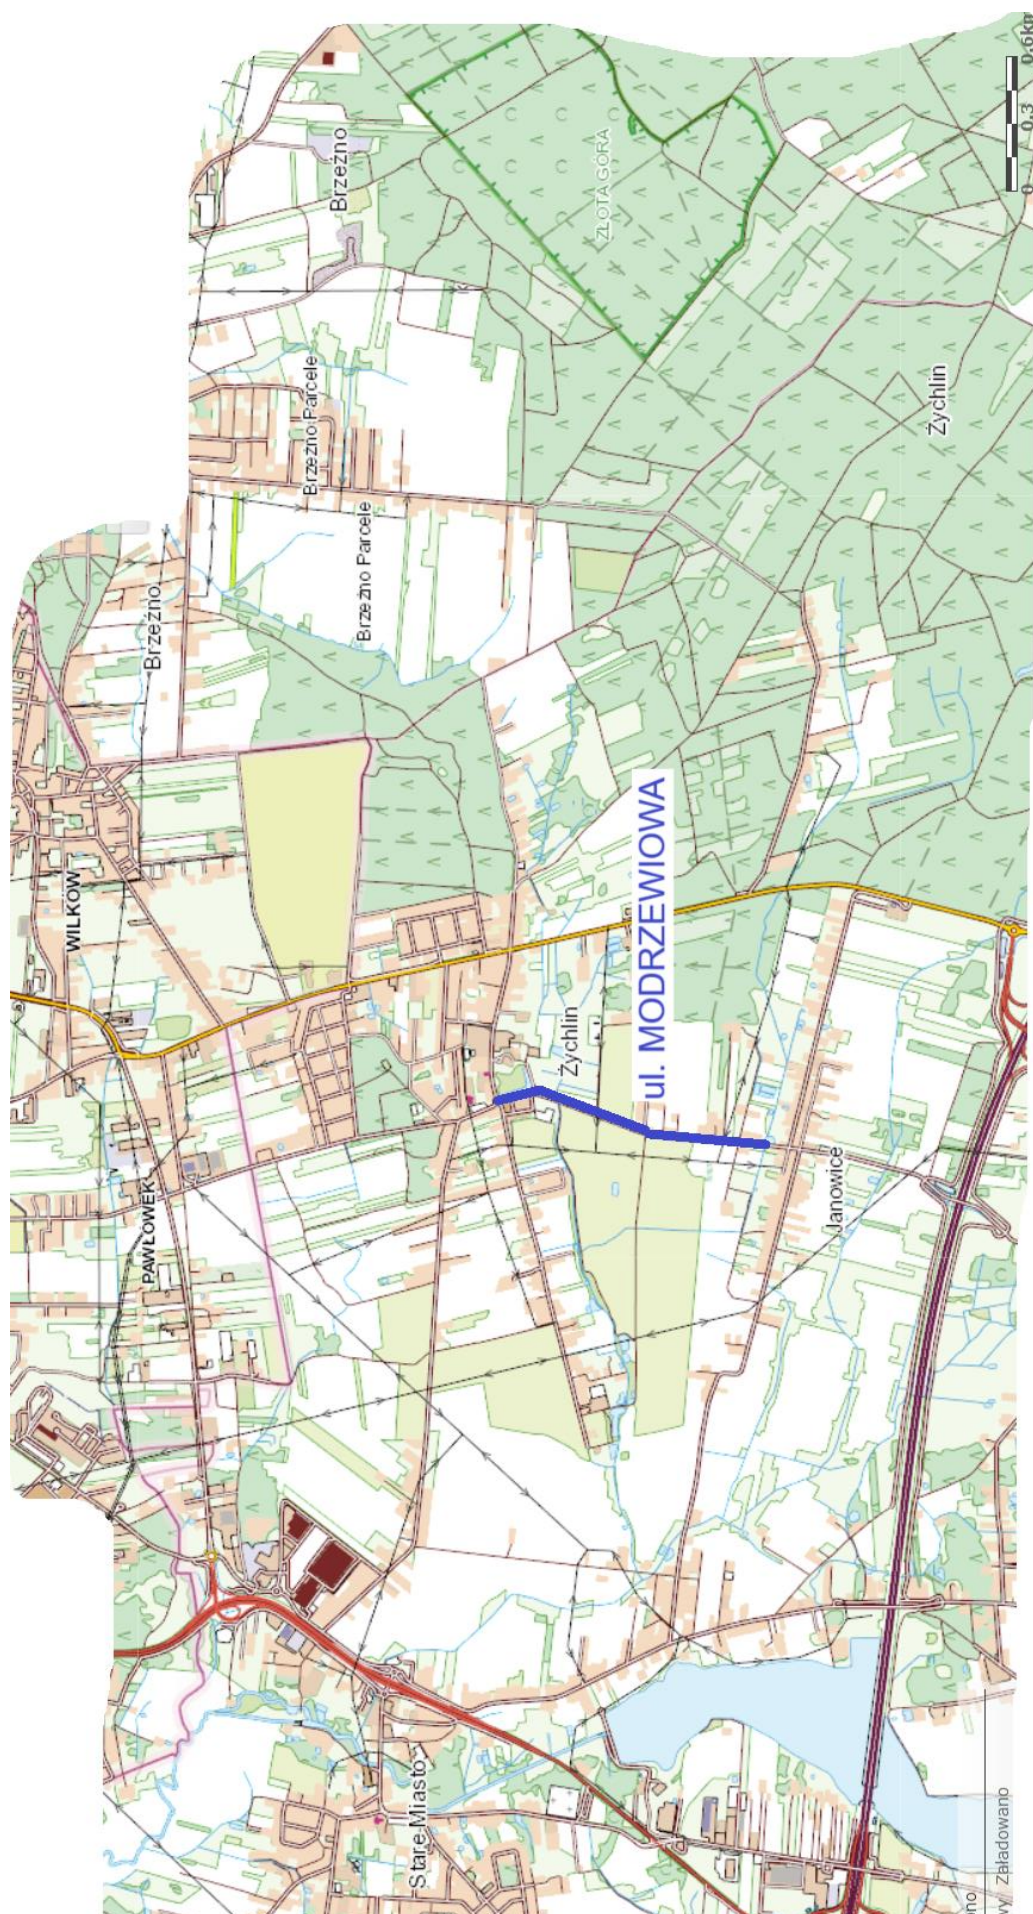 WILKÓW
PAWŁÓWEK
Brzeźno
Brzeźno
Brzeźno Parcele
Brzeźno Parcele
ZŁOTA GÓRA
Stare Miasto
Żychlin
ul. MODRZEWIOWA
Janowice
Żychlin
0 0.3 0.6km
Załadowano